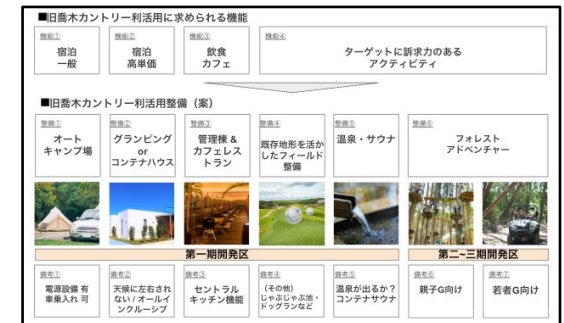 ■旧喬木カントリー利活用に求められる機能
機能①
宿泊
一般
機能②
宿泊
高単価
機能③
飲食
カフェ
機能④
ターゲットに訴求力のある
アクティビティ
■旧喬木カントリー利活用整備（案）
整備①
オート
キャンプ場
整備②
グランピング
or
コンテナハウス
整備③
管理棟 &
カフェレス
トラン
整備④
既存地形を活か
したフィールド
整備
整備⑤
温泉・サウナ
整備⑥
フォレスト
アドベンチャー
第一期開発区
第二~三期開発区
備考①
電源設備 有
車乗入れ 可
備考②
天候に左右され
ない / オールイ
ンクルーシブ
備考③
セントラル
キッチン機能
備考④
(その他)
じゃぶじゃぶ池・
ドッグランなど
備考⑤
温泉が出るか？
コンテナサウナ
備考⑥
親子G向け
備考⑦
若者G向け